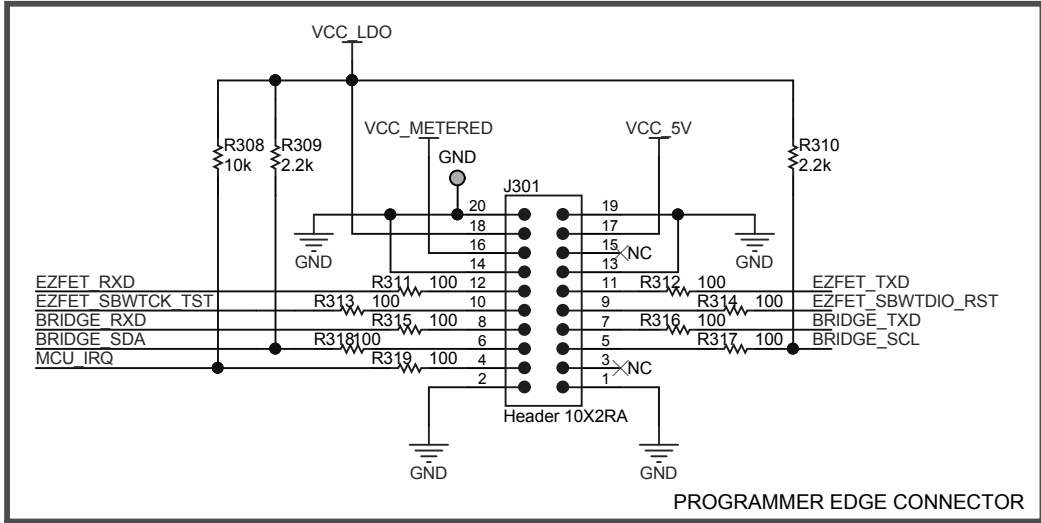 VCC_LDO
R308
10k
R309
2.2k
VCC_METERED
GND
VCC_5V
R310
2.2k
J301
20
19
18
17
16
15
NC
14
13
GND
GND
EZFET_RXD
R311
100
12
11
R312
100
EZFET_TXD
EZFET_SBWTCK_TST
R313
100
10
9
R314
100
EZFET_SBWTDIO_RST
BRIDGE_RXD
R315
100
8
7
R316
100
BRIDGE_TXD
BRIDGE_SDA
R318
100
6
5
R317
100
BRIDGE_SCL
MCU_IRQ
R319
100
4
3
NC
2
1
Header 10X2RA
GND
GND
PROGRAMMER EDGE CONNECTOR